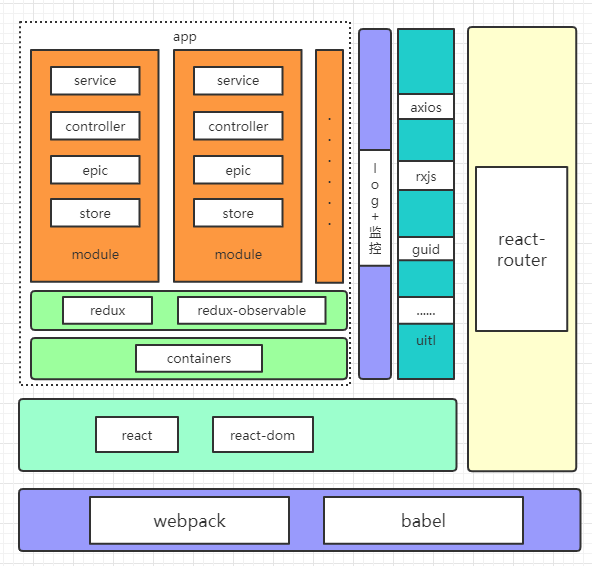 app
service
controller
epic
store
module
service
controller
epic
store
module
.
.
.
.
.
.
.
redux
redux-observable
containers
log+监控
axios
rxjs
guid
......
uitl
react-
router
react
react-dom
webpack
babel